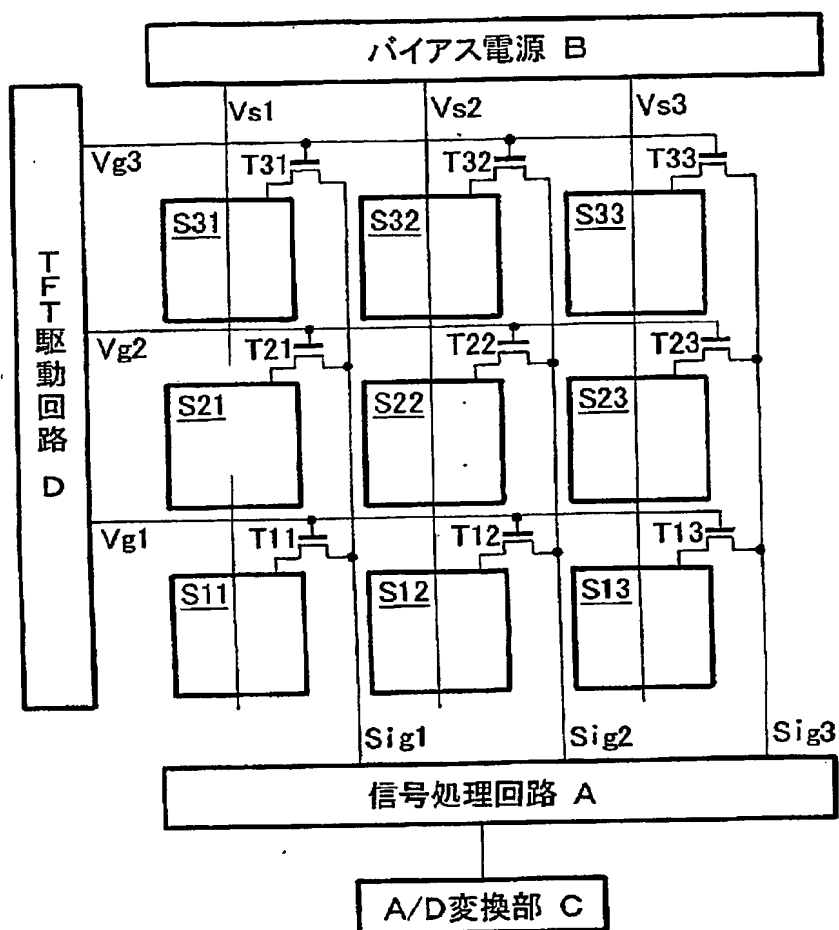 バイアス電源 B
Vs1 Vs2 Vs3
Vg3 T31 T32 T33
S31 S32 S33
TFT駆動回路 D
Vg2 T21 T22 T23
S21 S22 S23
Vg1 T11 T12 T13
S11 S12 S13
Sig1 Sig2 Sig3
信号処理回路 A
A/D変換部 C